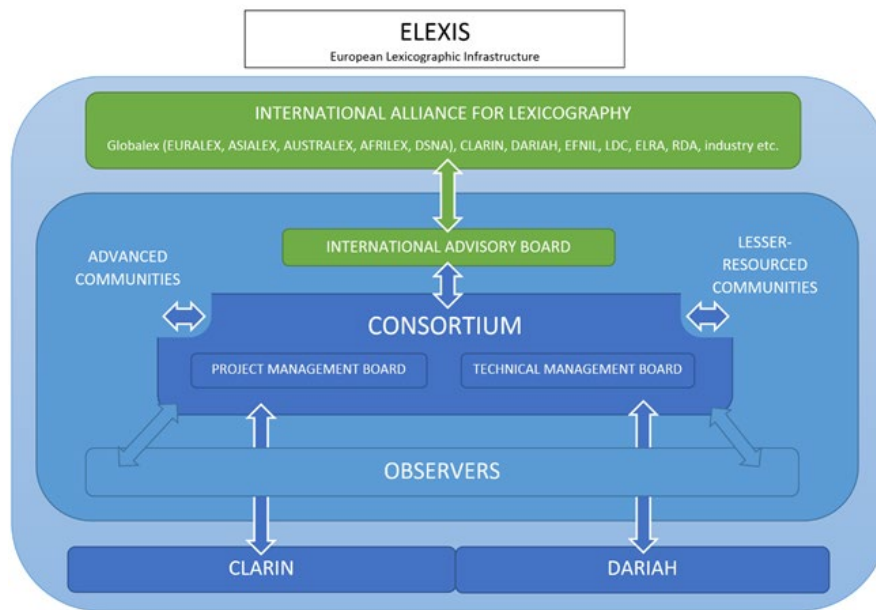 ELEXIS
European Lexicographic Infrastructure
INTERNATIONAL ALLIANCE FOR LEXICOGRAPHY
Globalex (EURALEX, ASIALEX, AUSTRALEX, AFRILEX, DSNA), CLARIN, DARIAH, EFNIL, LDC, ELRA, RDA, industry etc.
INTERNATIONAL ADVISORY BOARD
ADVANCED
COMMUNITIES
LESSER-
RESOURCED
COMMUNITIES
CONSORTIUM
PROJECT MANAGEMENT BOARD
TECHNICAL MANAGEMENT BOARD
OBSERVERS
CLARIN
DARIAH